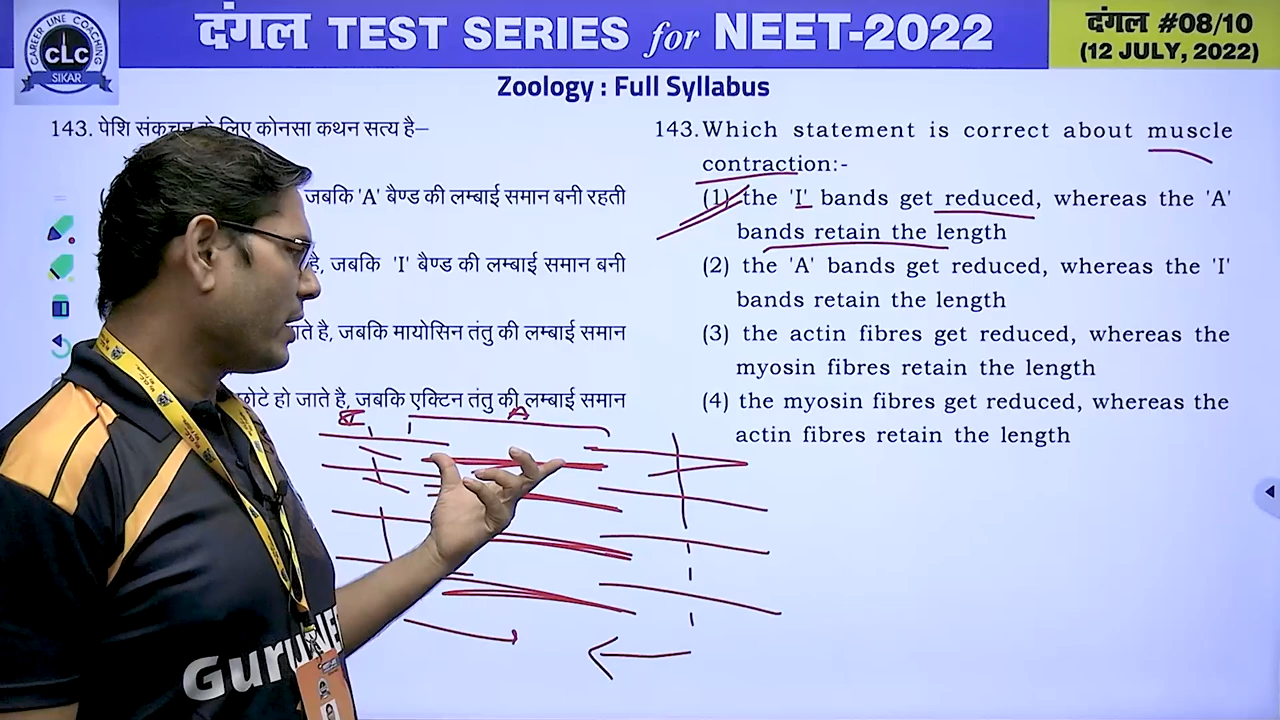 दंगल TEST SERIES for NEET-2022
दंगल #08/10
(12 JULY, 2022)
CAREER LINE COACHING
CLC
SIKAR
Zoology : Full Syllabus
143. पेशि संकुचन के लिए कोनसा कथन सत्य है–
जबकि 'A' बैण्ड की लम्बाई समान बनी रहती
है, जबकि 'I' बैण्ड की लम्बाई समान बनी
जाते है, जबकि मायोसिन तंतु की लम्बाई समान
छोटे हो जाते है, जबकि एक्टिन तंतु की लम्बाई समान
143. Which statement is correct about muscle
contraction:-
(1) the 'I' bands get reduced, whereas the 'A'
bands retain the length
(2) the 'A' bands get reduced, whereas the 'I'
bands retain the length
(3) the actin fibres get reduced, whereas the
myosin fibres retain the length
(4) the myosin fibres get reduced, whereas the
actin fibres retain the length
I
A
Guru